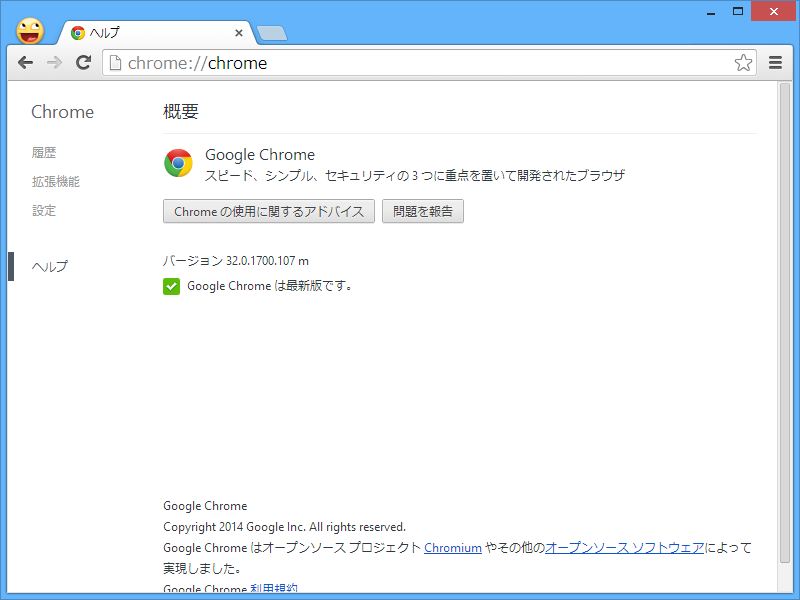 ヘルプ
chrome://chrome
Chrome
履歴
拡張機能
設定
ヘルプ
概要
Google Chrome
スピード、シンプル、セキュリティの 3 つに重点を置いて開発されたブラウザ
Chrome の使用に関するアドバイス
問題を報告
バージョン 32.0.1700.107 m
Google Chrome は最新版です。
Google Chrome
Copyright 2014 Google Inc. All rights reserved.
Google Chrome はオープンソース プロジェクト Chromium やその他のオープンソース ソフトウェアによって
実現しました。
Google Chrome 利用規約